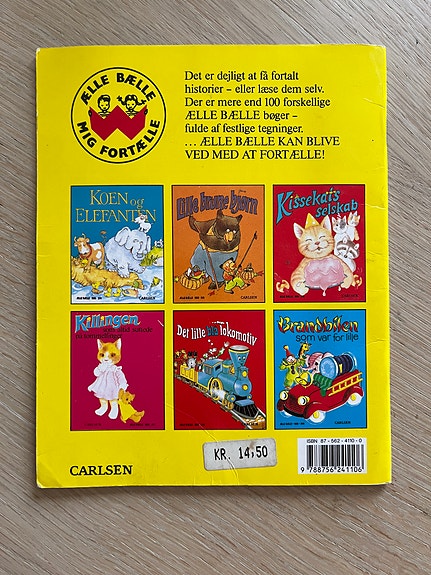 ÆLLE BÆLLE
MIG FORTÆLLE
Det er dejligt at få fortalt
historier – eller læse dem selv.
Der er mere end 100 forskellige
ÆLLE BÆLLE bøger –
fulde af festlige tegninger.
... ÆLLE BÆLLE KAN BLIVE
VED MED AT FORTÆLLE!
KOEN og
ELEFANTEN
CARLSEN
Lille brune bjørn
CARLSEN
Kissekats
selskab
CARLSEN
Killingen
CARLSEN
Der lille lokomotiv
CARLSEN
Brandbilen
som var for lille
CARLSEN
CARLSEN
KR. 14,50
ISBN 87-562-4110-0
9 788756 241106